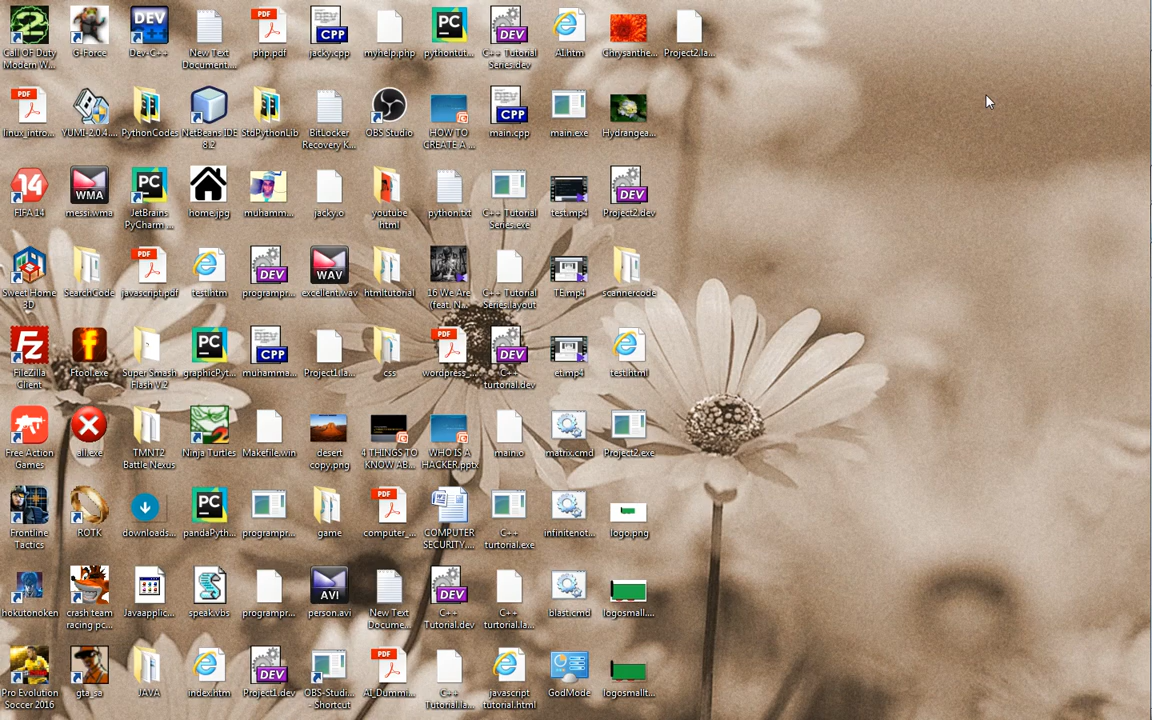 Call Of Duty
Modern W...
G-Force
Dev-C++
New Text
Document....
php.pdf
jacky.cpp
myhelp.php
pythontut...
C++ Tutorial
Series.dev
AI.htm
Chrysanthe...
Project2.la...
linux_intro...
YUMI-2.0.4....
PythonCodes
NetBeans IDE
8.2
StdPythonLib
BitLocker
Recovery K...
OBS Studio
HOW TO
CREATE A ...
main.cpp
main.exe
Hydrangea...
FIFA 14
messi.wma
JetBrains
PyCharm ...
home.jpg
muhamm...
jacky.o
youtube
html
python.txt
C++ Tutorial
Series.exe
test.mp4
Project2.dev
Sweet Home
3D
SearchCode
javascript.pdf
test.htm
programpr...
excellent.wav
htmltutorial
16 We Are
(feat. N...
C++ Tutorial
Series.layout
TE.mp4
scannercode
FileZilla
Client
Ftool.exe
Super Smash
Flash V.2
graphicPyt...
muhamma...
Project1.la...
css
wordpress_...
C++
turtorial.dev
et.mp4
test.html
Free Action
Games
all.exe
TMNT2
Battle Nexus
Ninja Turtles
Makefile.win
desert
copy.png
4 THINGS TO
KNOW AB...
WHO IS A
HACKER.pptx
main.o
matrix.cmd
Project2.exe
Frontline
Tactics
ROTK
downloads...
pandaPyth...
programpr...
game
computer_...
COMPUTER
SECURITY....
C++
turtorial.exe
infinitenot...
logo.png
hokutonoken
crash team
racing pc...
Javaapplic...
speak.vbs
programpr...
person.avi
New Text
Docume...
C++
Tutorial.dev
C++
turtorial.la...
blast.cmd
logosmall....
Pro Evolution
Soccer 2016
gta_sa
JAVA
index.htm
Project1.dev
OBS-Studi...
- Shortcut
AI_Dummi...
C++
Tutorial.la...
javascript
tutorial.html
GodMode
logosmallt...